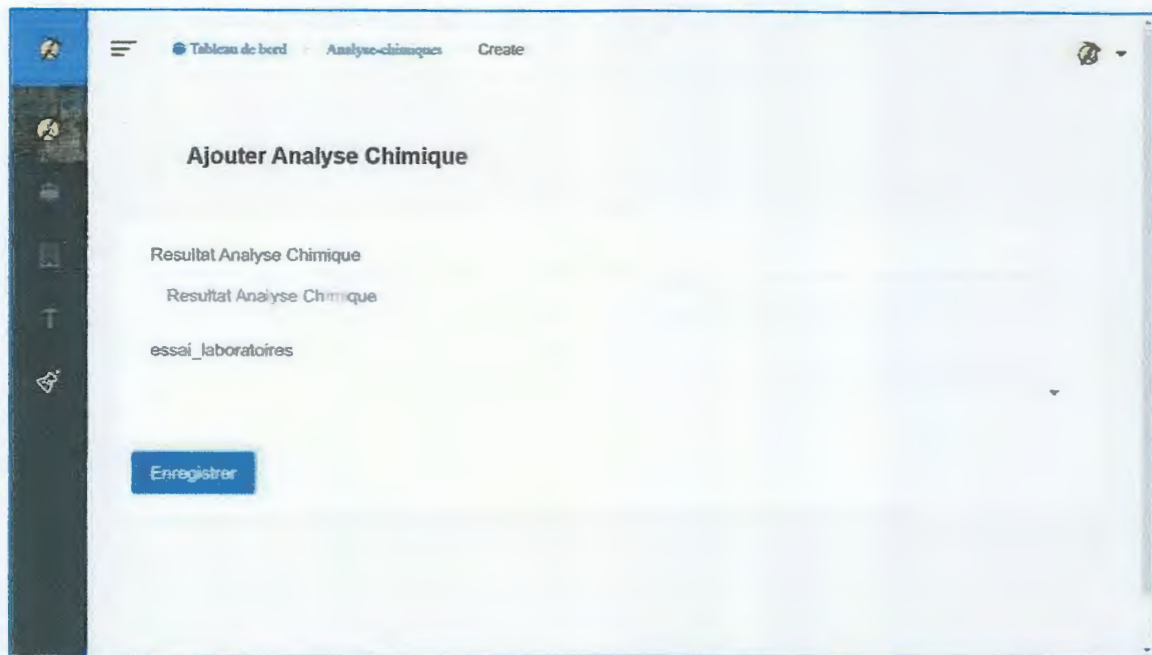 Tableau de bord Analyse-chimiques Create
Ajouter Analyse Chimique
Resultat Analyse Chimique
Resultat Analyse Chimique
essai_laboratoires
Enregistrer